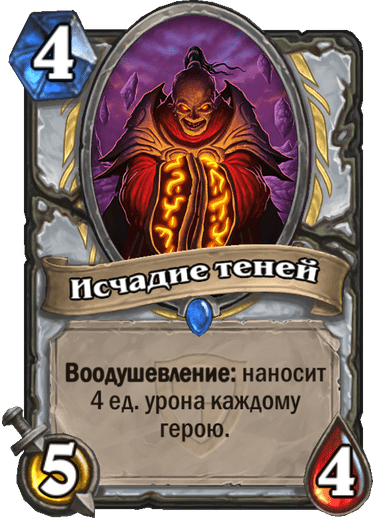 4
Исчадие теней
Воодушевление: наносит
4 ед. урона каждому
герою.
5
4